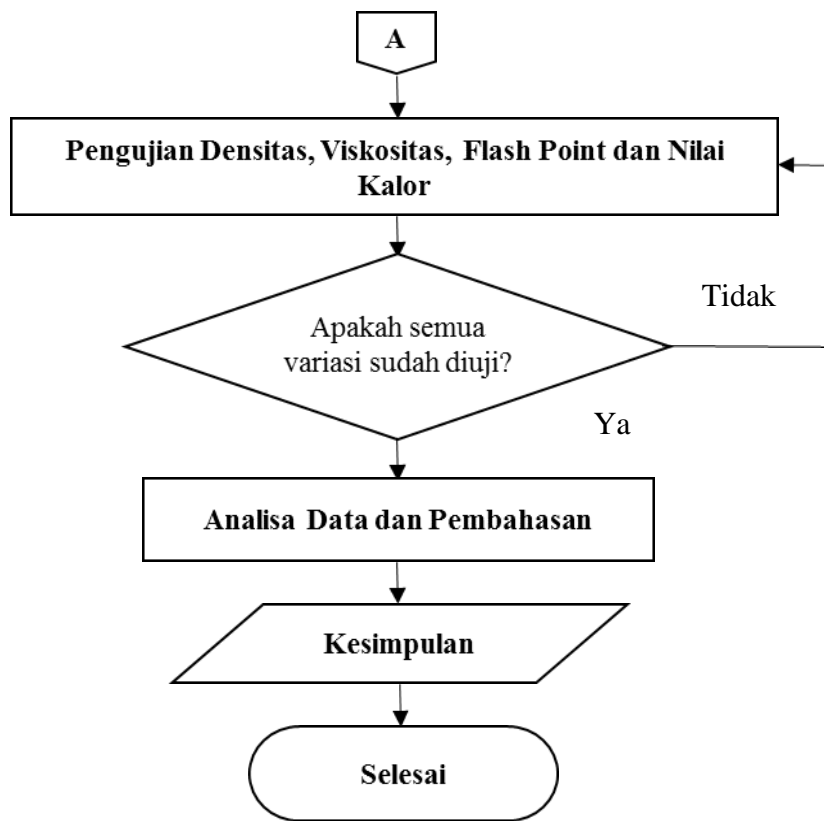 A
Pengujian Densitas, Viskositas, Flash Point dan Nilai
Kalor
Tidak
Apakah semua
variasi sudah diuji?
Ya
Analisa Data dan Pembahasan
Kesimpulan
Selesai